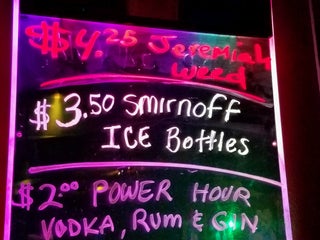 $4.25 Jeremiah
Weed
$3.50 Smirnoff
ICE Bottles
$2.00 POWER HOUR
VODKA, RUM & GIN